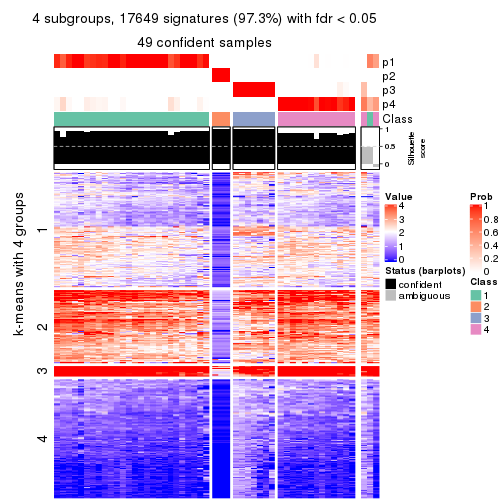 4 subgroups, 17649 signatures (97.3%) with fdr < 0.05
49 confident samples
p1
p2
p3
p4
Class
1
0.5
0
Silhouette
score
k-means with 4 groups
1
2
3
4
Value
4
3
2
1
0
Status (barplots)
confident
ambiguous
Prob
1
0.8
0.6
0.4
0.2
0
Class
1
2
3
4